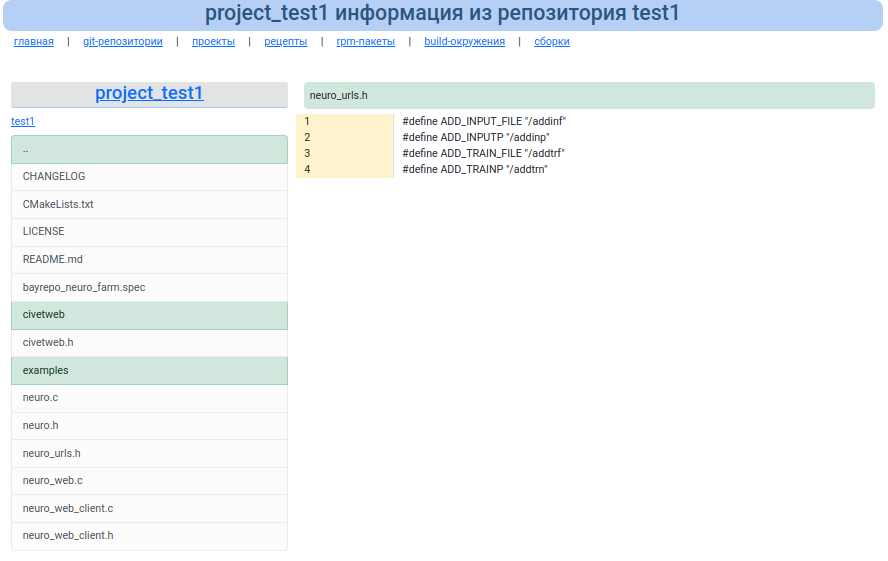 project_test1 информация из репозитория test1
главная | git-репозитории | проекты | рецепты | rpm-пакеты | build-окружения | сборки
project_test1
test1
..
CHANGELOG
CMakeLists.txt
LICENSE
README.md
bayrepo_neuro_farm.spec
civetweb
civetweb.h
examples
neuro.c
neuro.h
neuro_urls.h
neuro_web.c
neuro_web_client.c
neuro_web_client.h
neuro_urls.h
1 #define ADD_INPUT_FILE "/addinf"
2 #define ADD_INPUTP "/addinp"
3 #define ADD_TRAIN_FILE "/addtrf"
4 #define ADD_TRAINP "/addtrn"